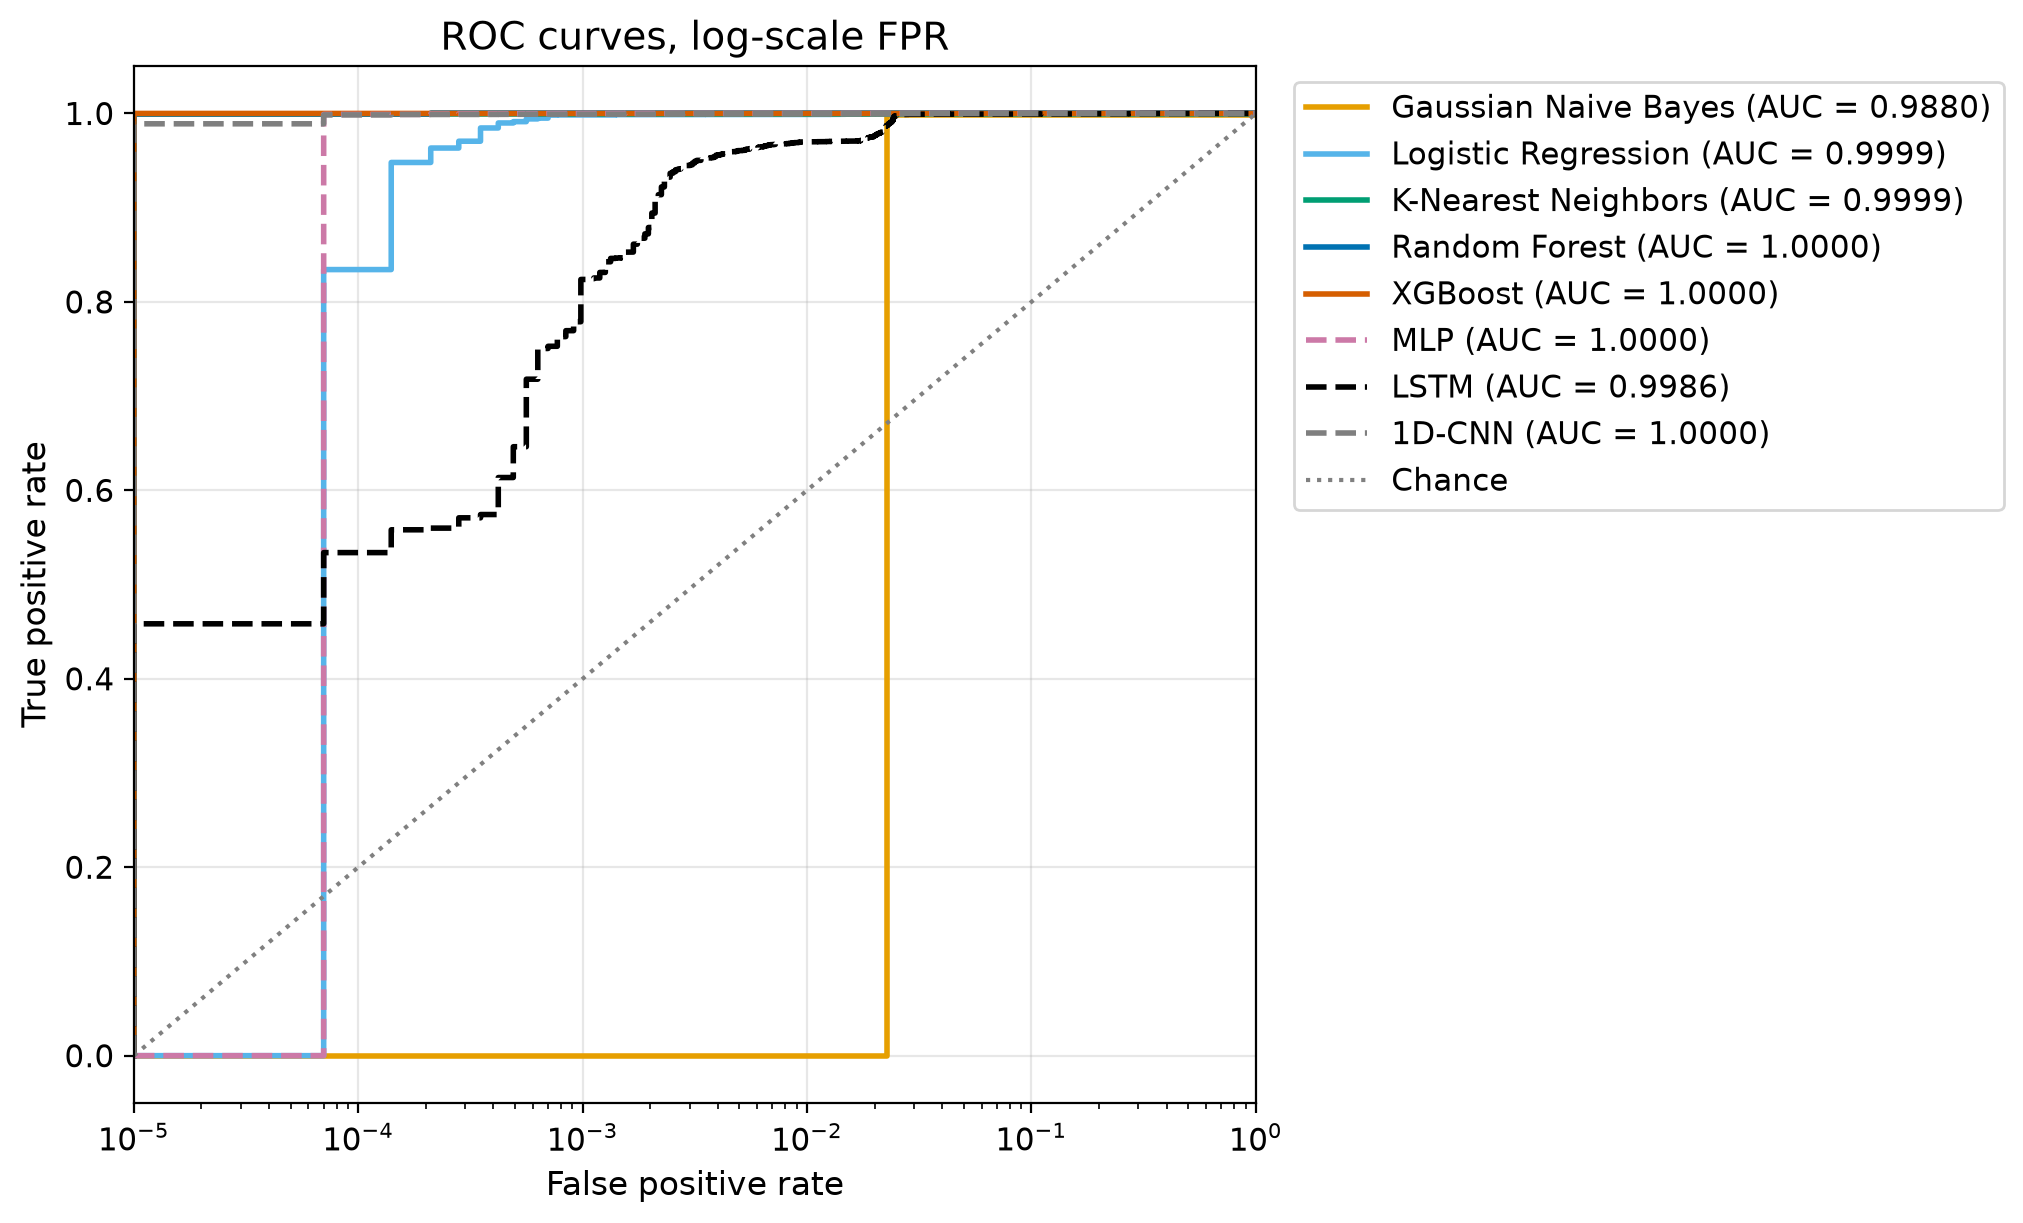 ROC curves, log-scale FPR
True positive rate
1.0
0.8
0.6
0.4
0.2
0.0
10⁻⁵
10⁻⁴
10⁻³
10⁻²
10⁻¹
10⁰
False positive rate
Gaussian Naive Bayes (AUC = 0.9880)
Logistic Regression (AUC = 0.9999)
K-Nearest Neighbors (AUC = 0.9999)
Random Forest (AUC = 1.0000)
XGBoost (AUC = 1.0000)
MLP (AUC = 1.0000)
LSTM (AUC = 0.9986)
1D-CNN (AUC = 1.0000)
Chance